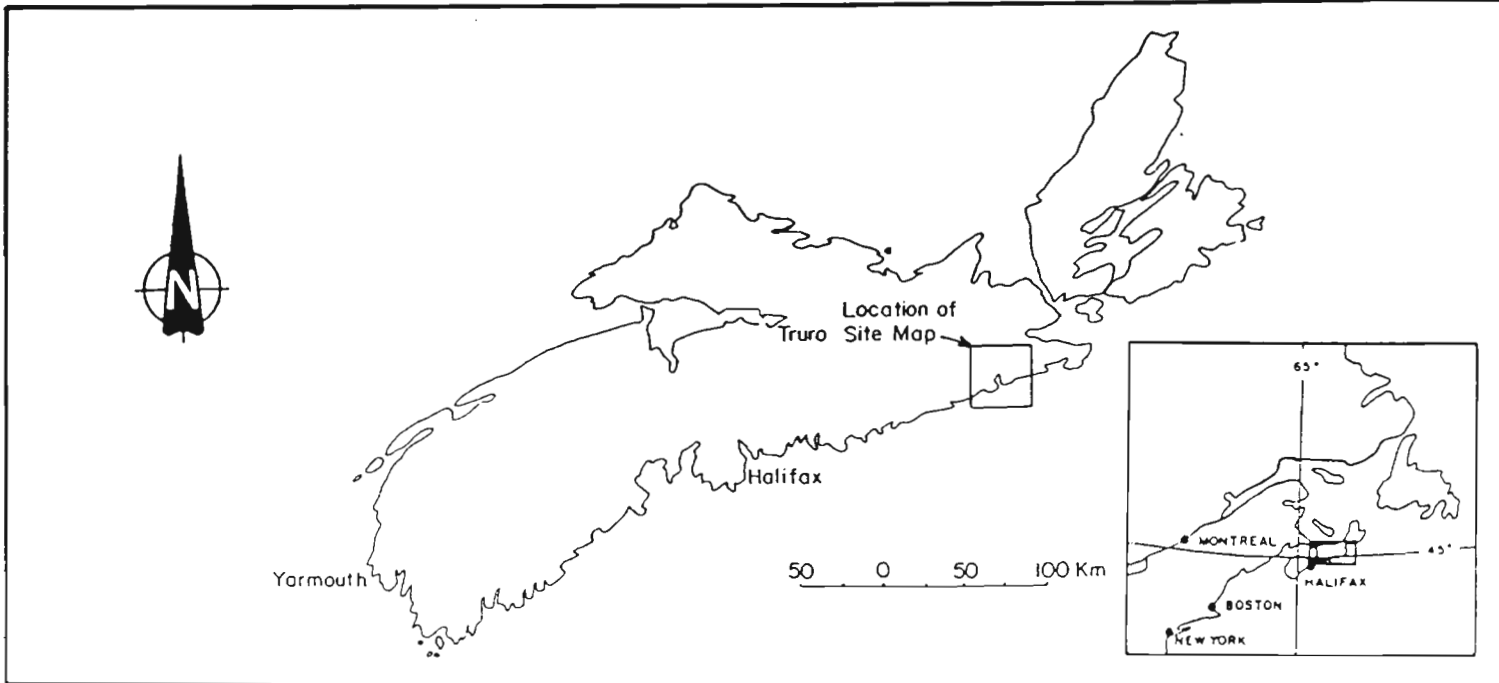 N
Location of
Truro Site Map
Halifax
Yarmouth
50 0 50 100 Km
65°
MONTREAL
45°
HALIFAX
BOSTON
NEW YORK